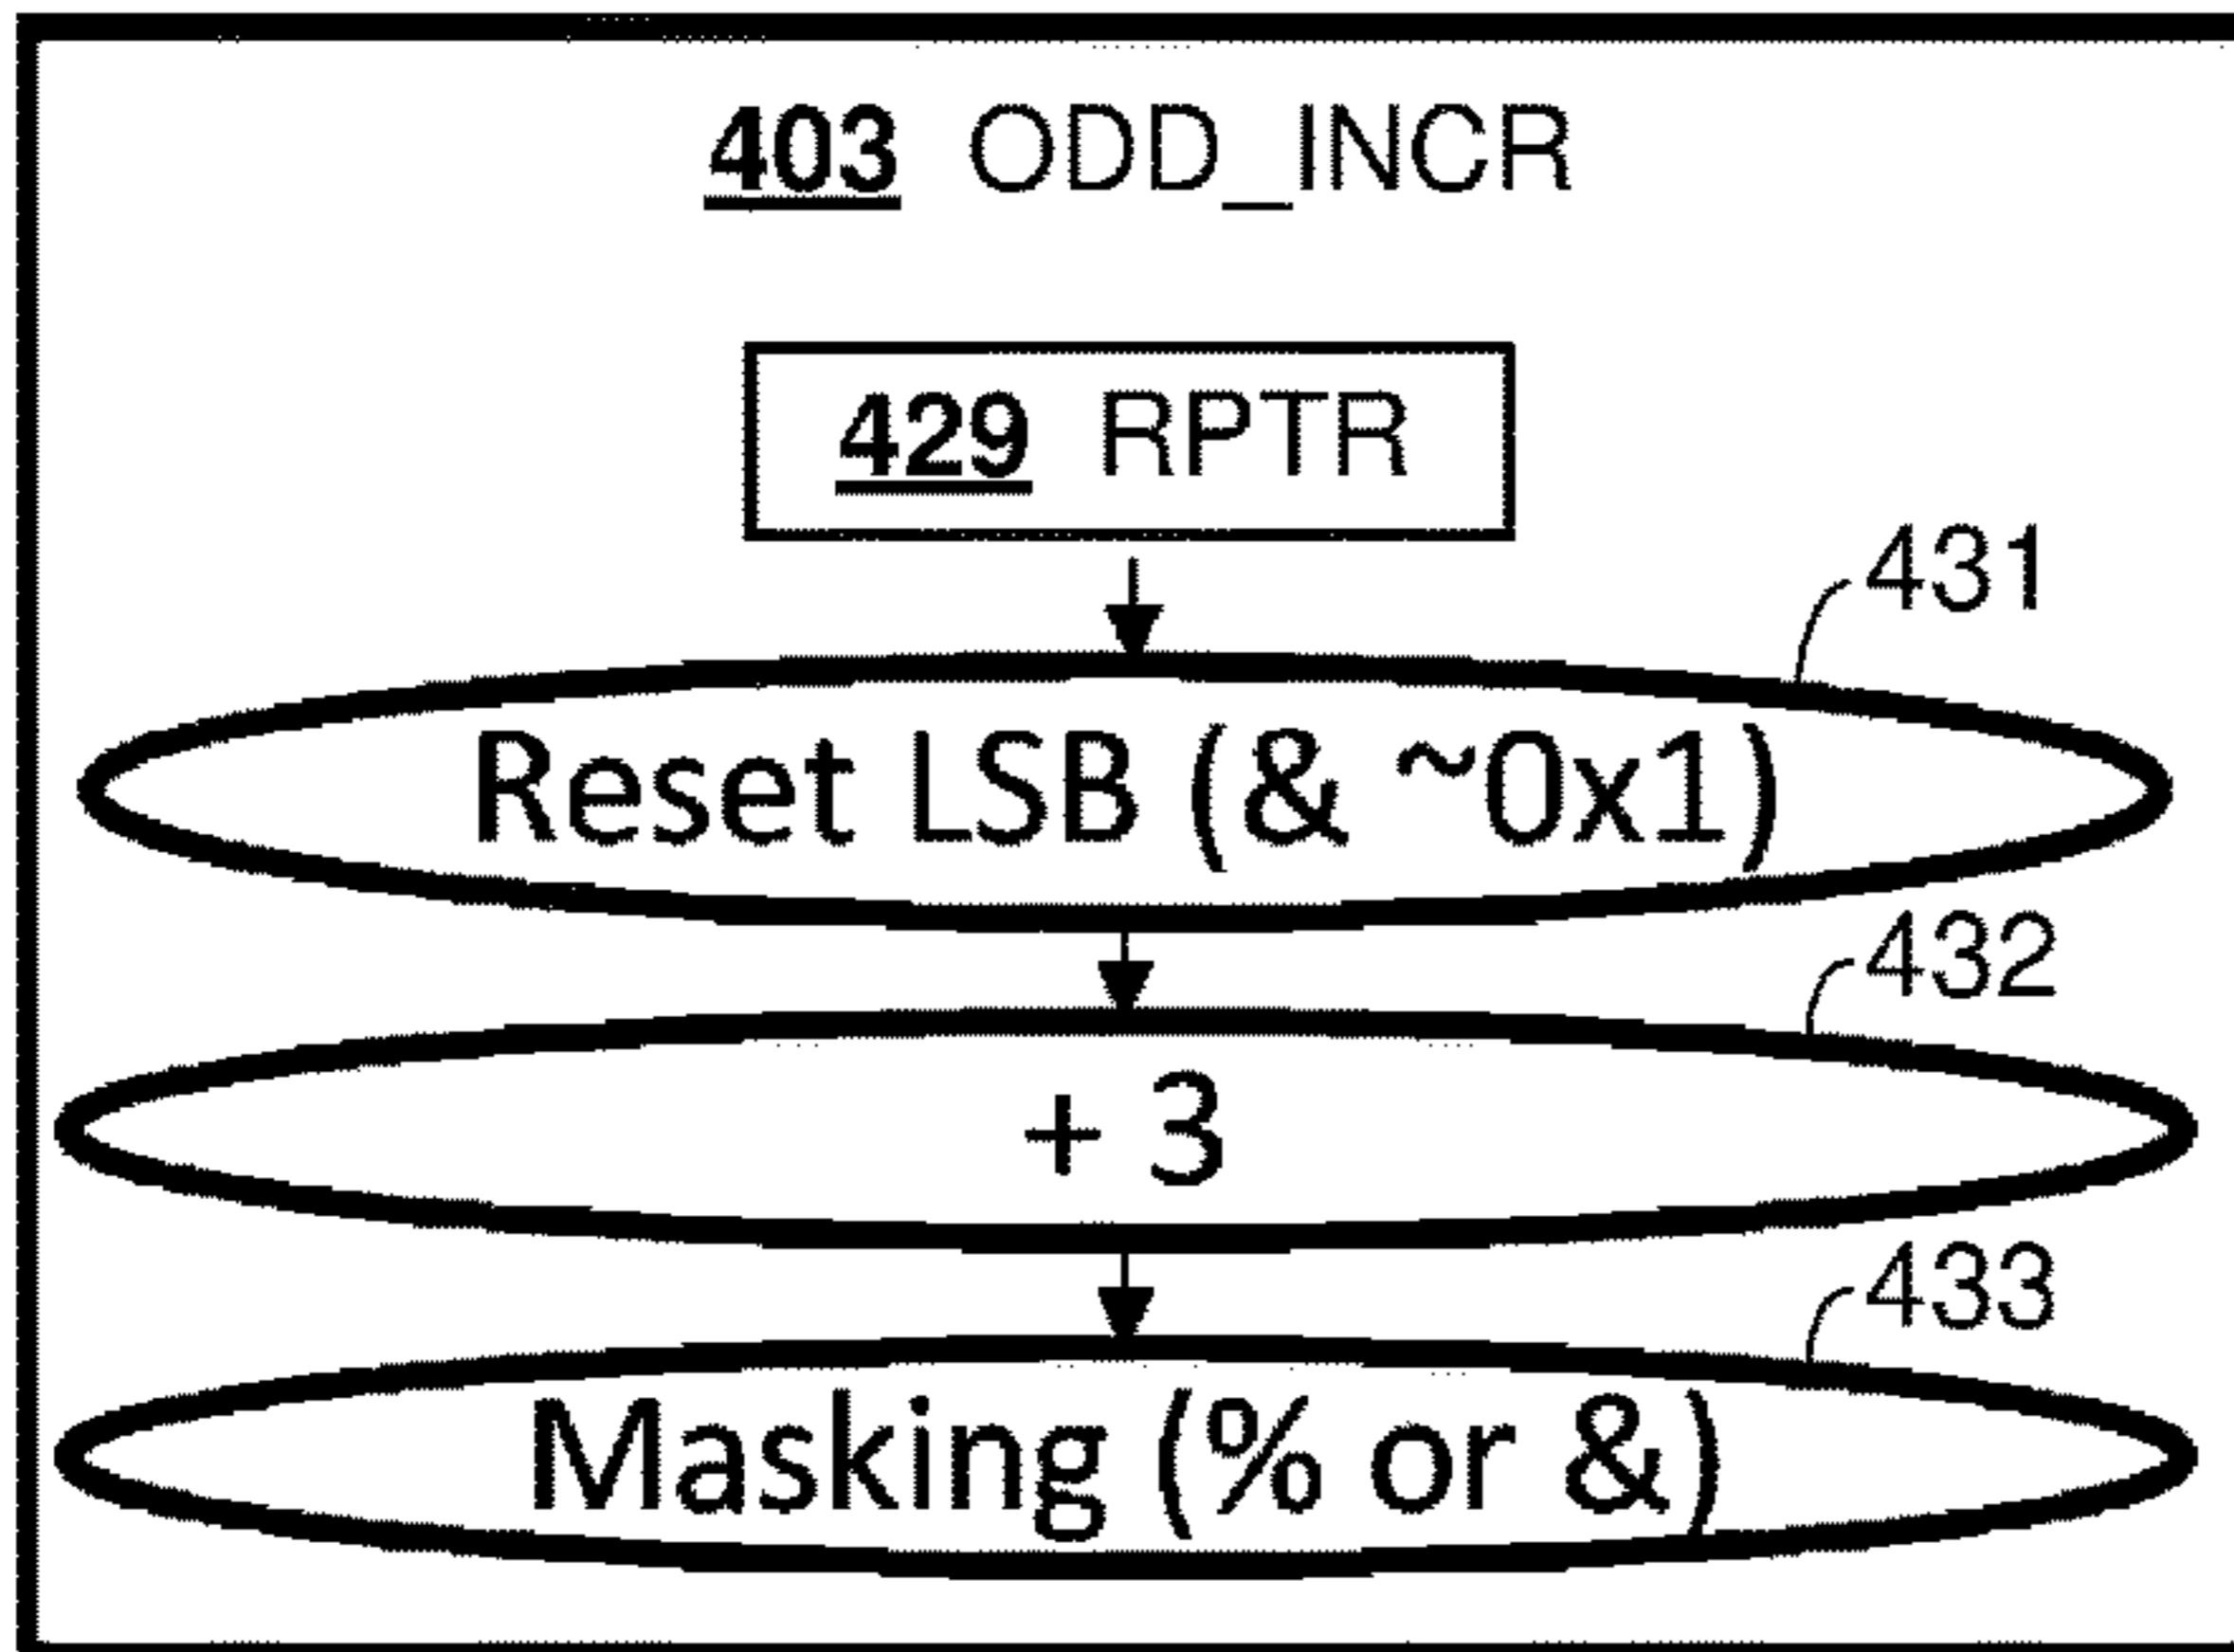 403 ODD_INCR
429 RPTR
431
Reset LSB (& ~0x1)
432
+ 3
433
Masking (% or &)